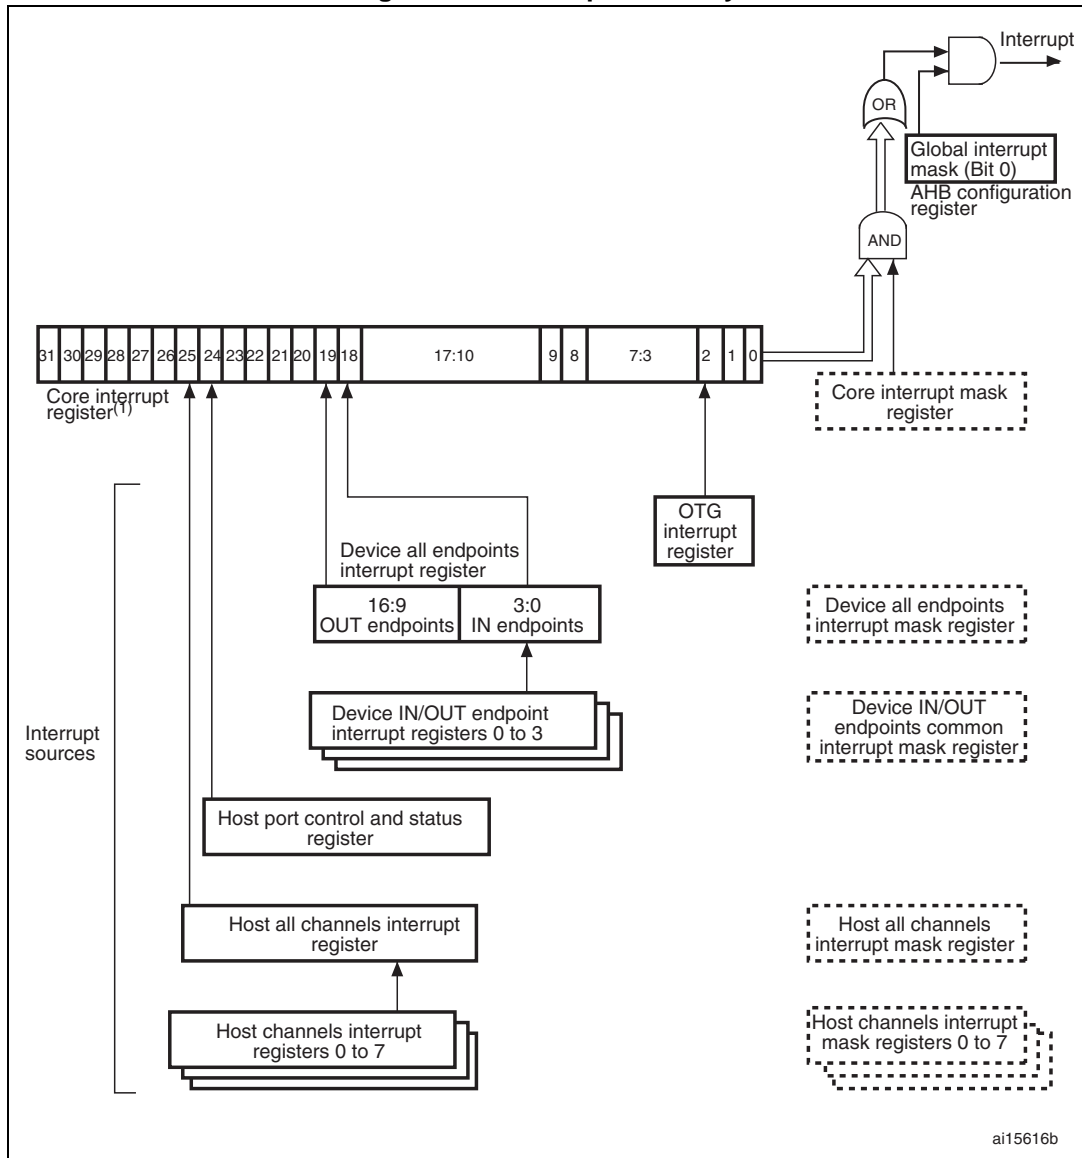 Interrupt
OR
Global interrupt
mask (Bit 0)
AHB configuration
register
AND
31 30 29 28 27 26 25 24 23 22 21 20 19 18 17:10 9 8 7:3 2 1 0
Core interrupt
register(1)
Core interrupt mask
register
OTG
interrupt
register
Device all endpoints
interrupt register
16:9
OUT endpoints
3:0
IN endpoints
Device all endpoints
interrupt mask register
Device IN/OUT endpoint
interrupt registers 0 to 3
Device IN/OUT
endpoints common
interrupt mask register
Interrupt
sources
Host port control and status
register
Host all channels interrupt
register
Host all channels
interrupt mask register
Host channels interrupt
registers 0 to 7
Host channels interrupt
mask registers 0 to 7
ai15616b